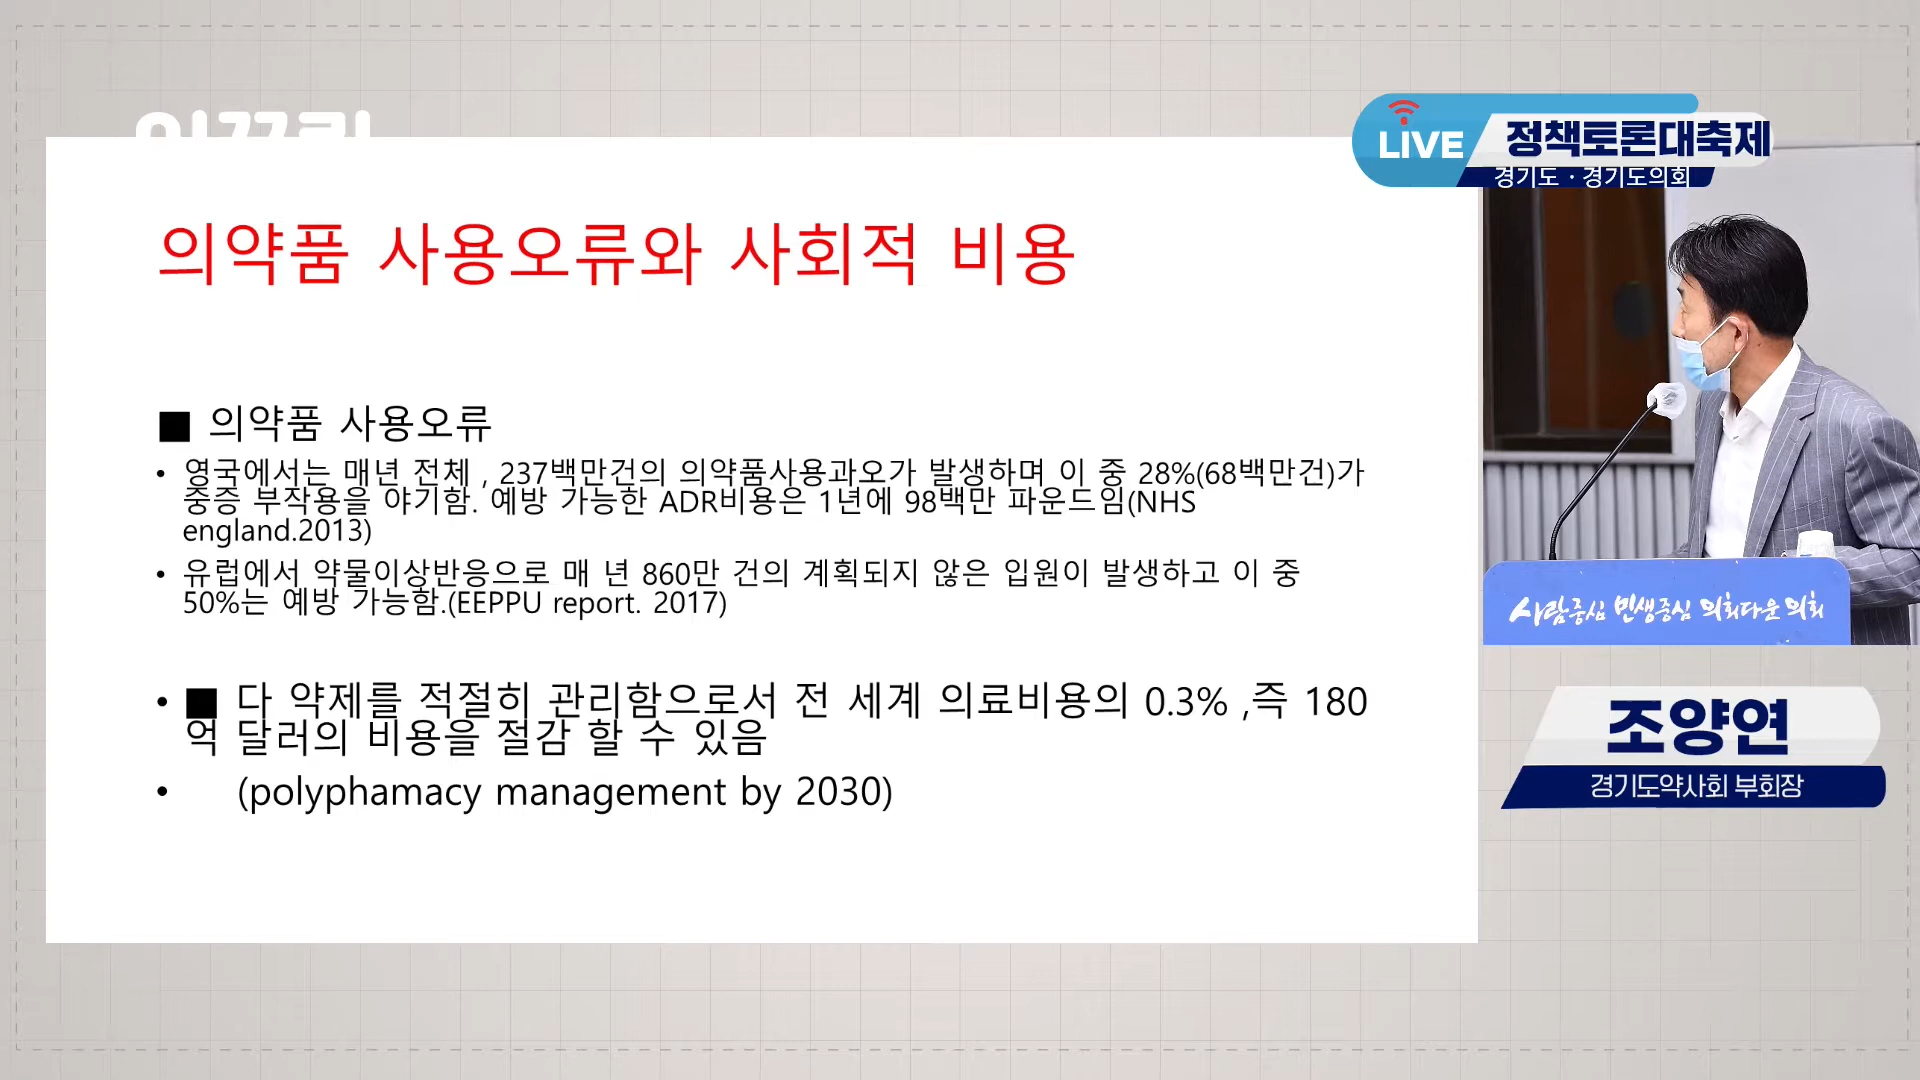 LIVE
정책토론대축제
경기도 · 경기도의회
의약품 사용오류와 사회적 비용
■ 의약품 사용오류
• 영국에서는 매년 전체 , 237백만건의 의약품사용과오가 발생하며 이 중 28%(68백만건)가
중증 부작용을 야기함. 예방 가능한 ADR비용은 1년에 98백만 파운드임(NHS
england.2013)
• 유럽에서 약물이상반응으로 매 년 860만 건의 계획되지 않은 입원이 발생하고 이 중
50%는 예방 가능함.(EEPPU report. 2017)
• ■ 다 약제를 적절히 관리함으로서 전 세계 의료비용의 0.3% ,즉 180
억 달러의 비용을 절감 할 수 있음
• (polyphamacy management by 2030)
사람중심 민생중심 의회다운 의회
조양연
경기도약사회 부회장